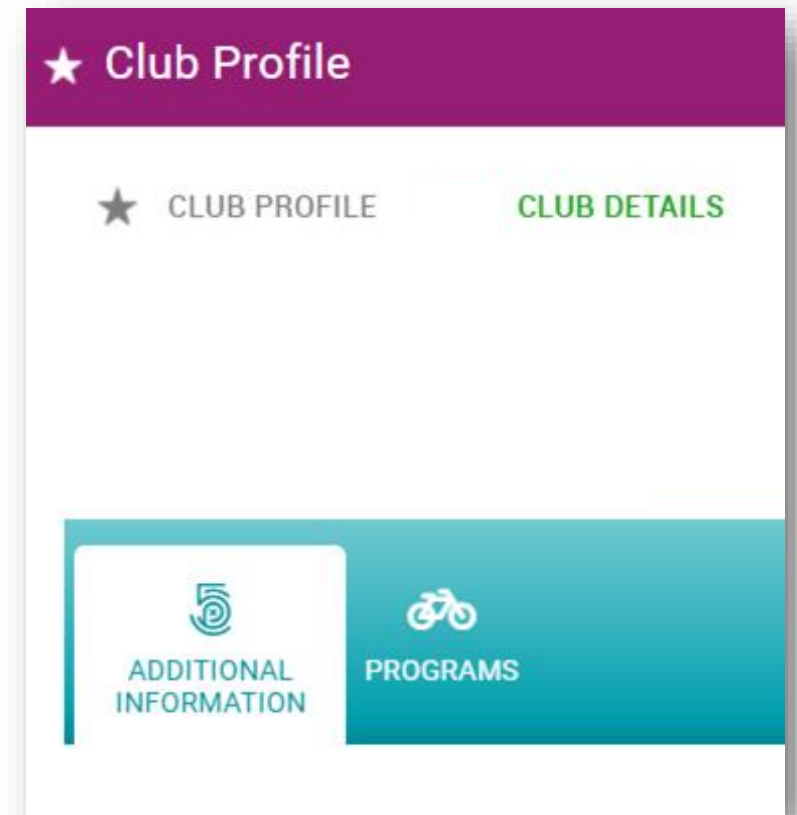 Club Profile
CLUB PROFILE CLUB DETAILS
ADDITIONAL
INFORMATION
PROGRAMS